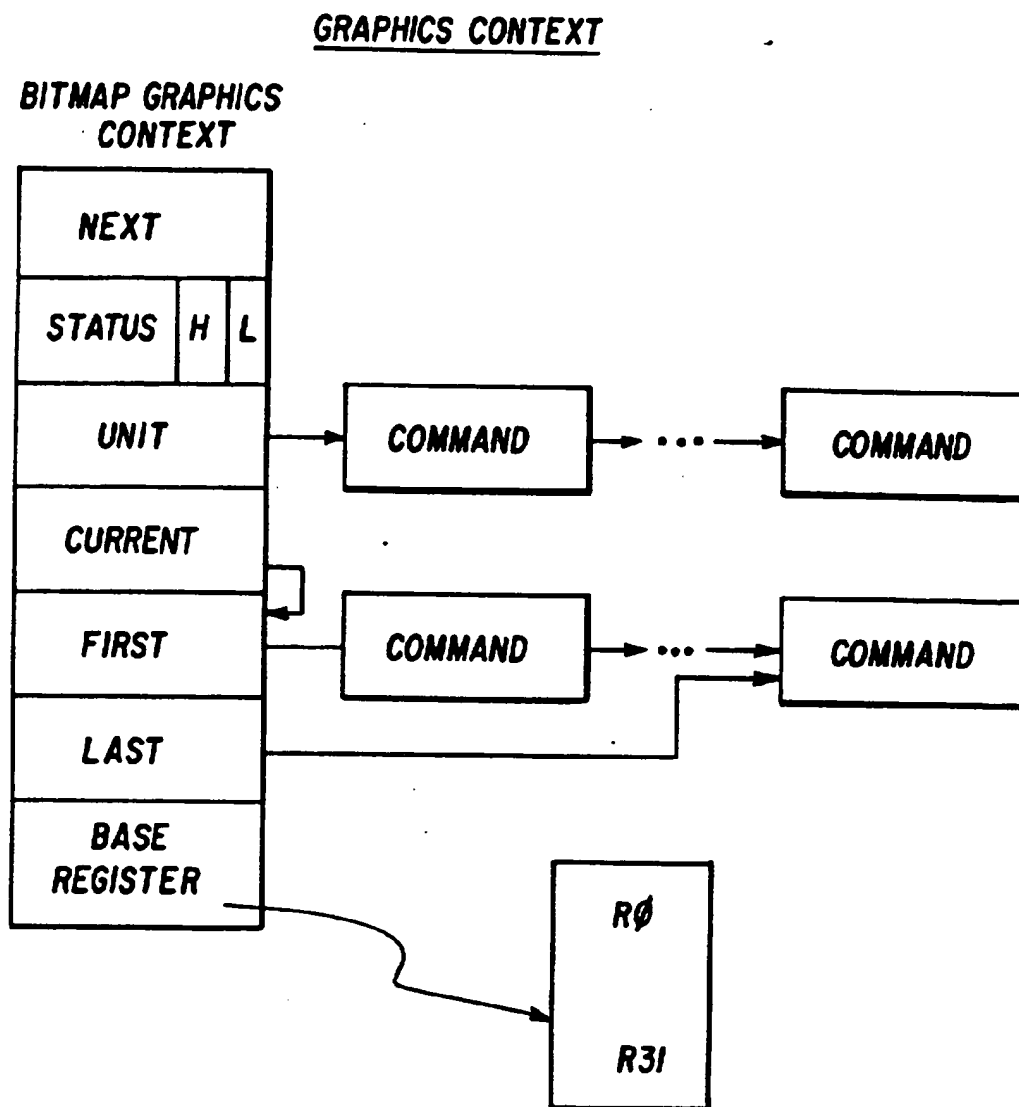 GRAPHICS CONTEXT
BITMAP GRAPHICS
CONTEXT
NEXT
STATUS H L
UNIT
COMMAND
COMMAND
CURRENT
FIRST
COMMAND
COMMAND
LAST
BASE
REGISTER
RØ
R31